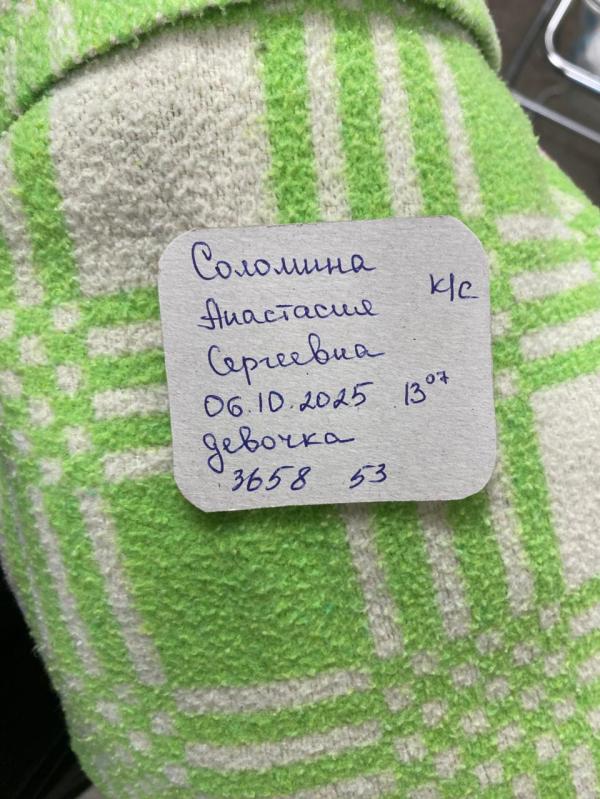 Соломина
Анастасия К/С
Сергеевна
06.10.2025 13⁰⁷
девочка
3658 53